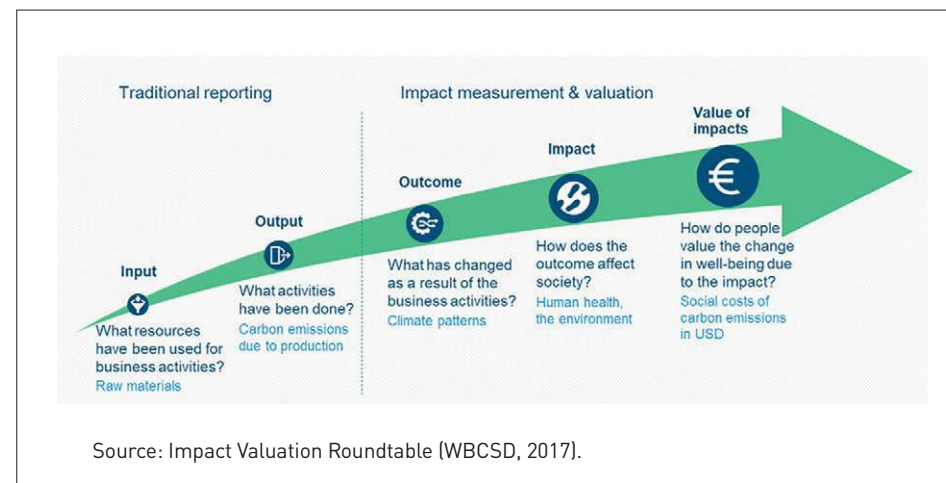 Traditional reporting
Impact measurement & valuation
Input
What resources
have been used for
business activities?
Raw materials
Output
What activities
have been done?
Carbon emissions
due to production
Outcome
What has changed
as a result of the
business activities?
Climate patterns
Impact
How does the
outcome affect
society?
Human health,
the environment
Value of
impacts
€
How do people
value the change
in well-being due
to the impact?
Social costs of
carbon emissions
in USD
Source: Impact Valuation Roundtable (WBCSD, 2017).